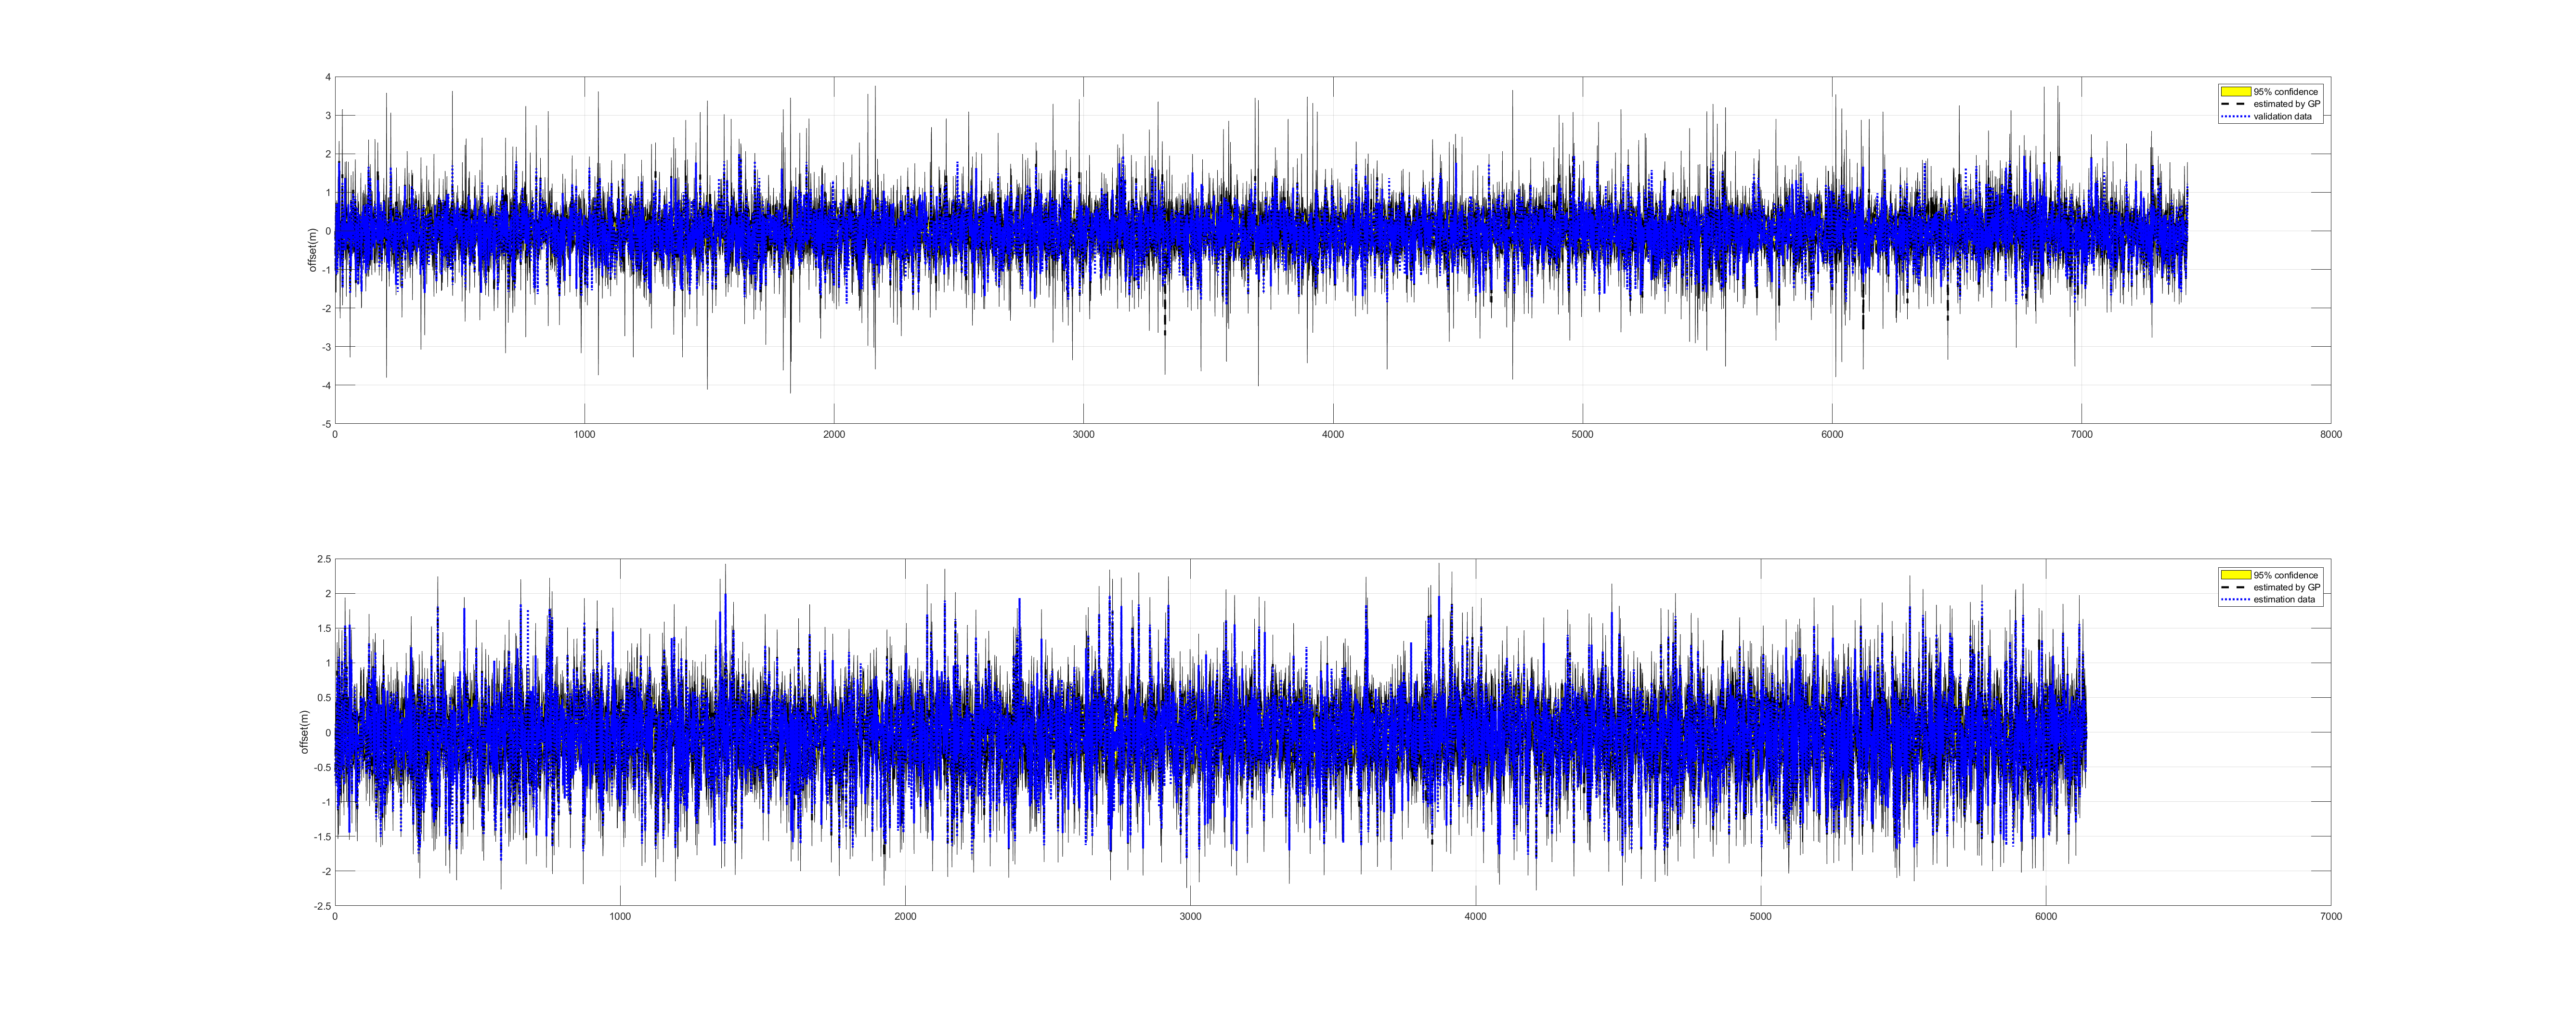 4
3
2
1
0
-1
-2
-3
-4
-5
offset(m)
0 1000 2000 3000 4000 5000 6000 7000 8000
95% confidence
estimated by GP
validation data
2.5
2
1.5
1
0.5
0
-0.5
-1
-1.5
-2
-2.5
offset(m)
0 1000 2000 3000 4000 5000 6000 7000
95% confidence
estimated by GP
estimation data